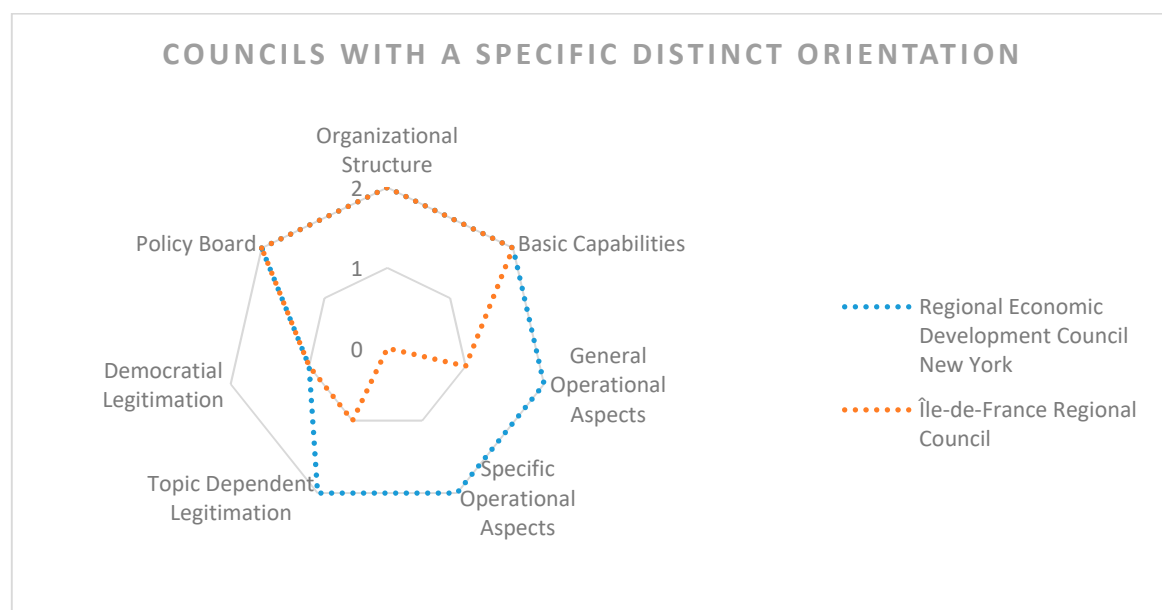 COUNCILS WITH A SPECIFIC DISTINCT ORIENTATION
Organizational
Structure
2
Policy Board
Basic Capabilities
1
Regional Economic
Development Council
New York
0
General
Operational
Aspects
Democratial
Legitimation
Île-de-France Regional
Council
Specific
Operational
Aspects
Topic Dependent
Legitimation